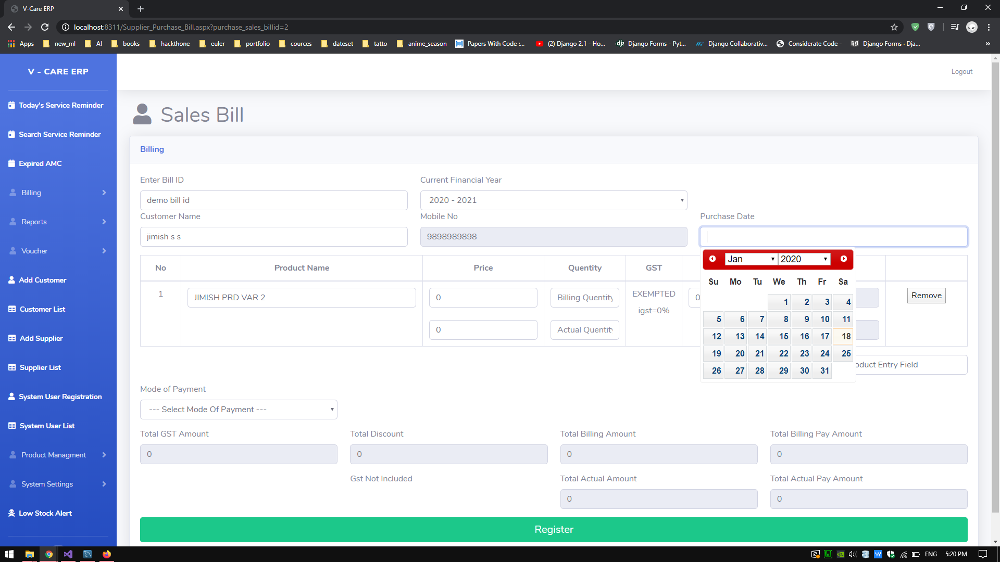 V-Care ERP
localhost:8311/Supplier_Purchase_Bill.aspx?purchase_sales_billid=2
Apps new_ml AI books hackthone euler portfolio cources dateset tatto anime_season Papers With Code :... (2) Django 2.1 - Ho... Django Forms - Pyt... Django Collaborativ... Considerate Code - Django Forms · Dja... »
V - CARE ERP
Logout
Today's Service Reminder
Search Service Reminder
Expired AMC
Billing
Reports
Voucher
Add Customer
Customer List
Add Supplier
Supplier List
System User Registration
System User List
Product Managment
System Settings
Low Stock Alert
Sales Bill
Billing
Enter Bill ID Current Financial Year
demo bill id 2020 - 2021
Customer Name Mobile No Purchase Date
jimish s s 9898989898
No Product Name Price Quantity GST
1 JIMISH PRD VAR 2 0 Billing Quantity EXEMPTED 0 Remove
igst=0%
0 Actual Quantit
Jan 2020
Su Mo Tu We Th Fr Sa
1 2 3 4
5 6 7 8 9 10 11
12 13 14 15 16 17 18
19 20 21 22 23 24 25
26 27 28 29 30 31
oduct Entry Field
Mode of Payment
--- Select Mode Of Payment ---
Total GST Amount Total Discount Total Billing Amount Total Billing Pay Amount
0 0 0 0
Gst Not Included Total Actual Amount Total Actual Pay Amount
0 0
Register
ENG 5:20 PM